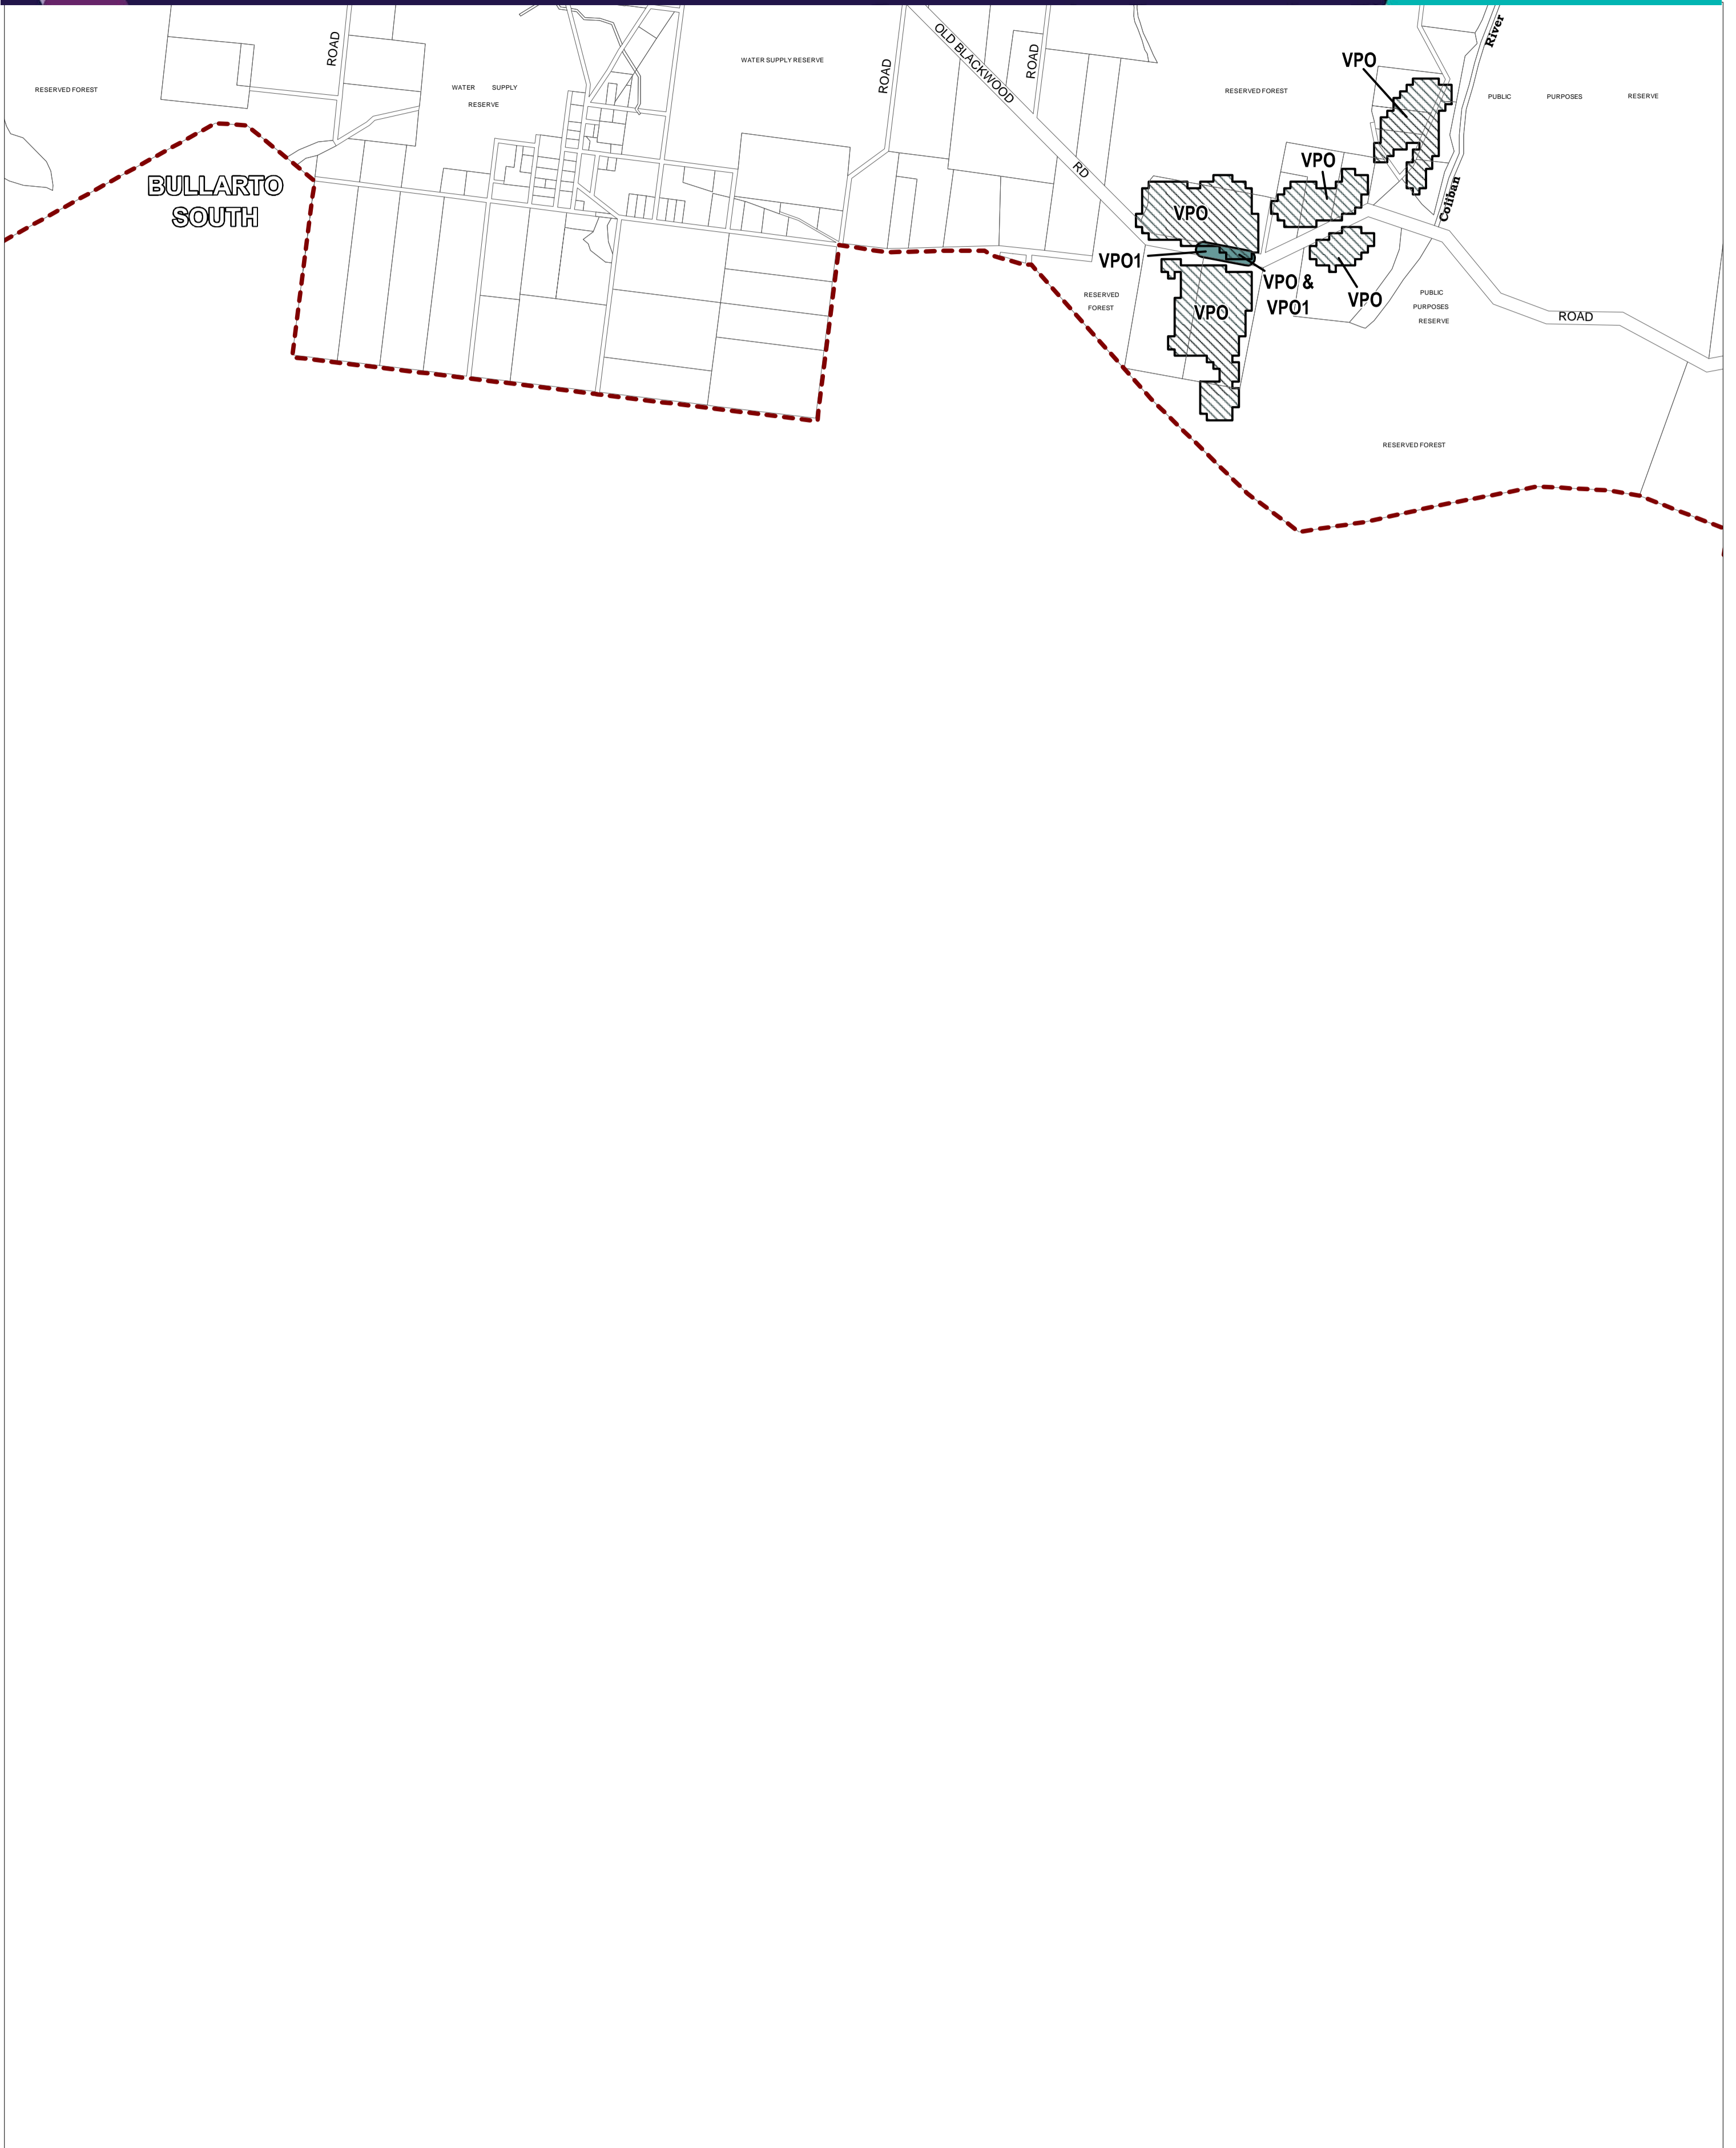 River
OLD BLACKWOOD
ROAD
ROAD
ROAD
VPO
WATER SUPPLY RESERVE
RESERVED FOREST
WATER SUPPLY
RESERVE
RESERVED FOREST
PUBLIC PURPOSES RESERVE
VPO
RD
BULLARTO
SOUTH
Coliban
VPO
VPO1
VPO &
VPO1
VPO
RESERVED
FOREST
PUBLIC
PURPOSES
RESERVE
VPO
ROAD
RESERVED FOREST